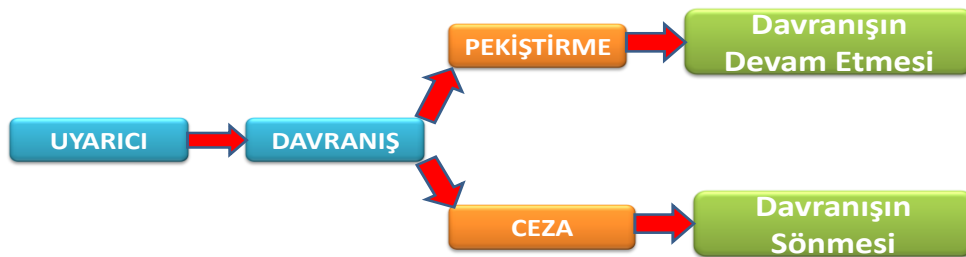 UYARICI
DAVRANIŞ
PEKİŞTİRME
Davranışın
Devam Etmesi
CEZA
Davranışın
Sönmesi